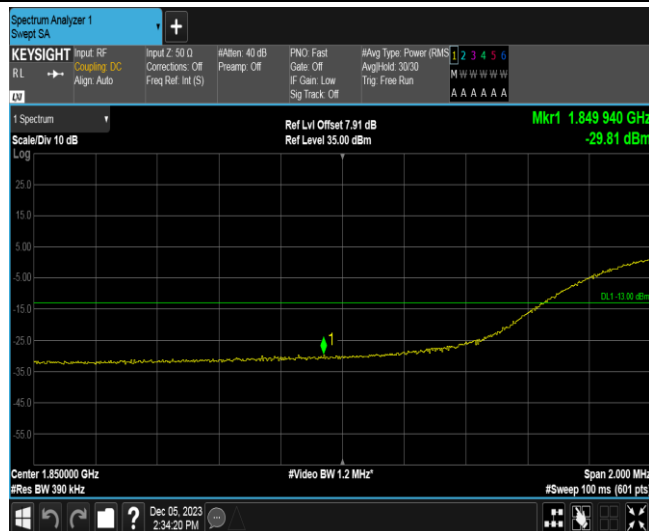 Spectrum Analyzer 1
Swept SA
+
KEYSIGHT
RL
LXI
Input: RF
Coupling: DC
Align: Auto
Input Z: 50 Ω
Corrections: Off
Freq Ref: Int (S)
#Atten: 40 dB
Preamp: Off
PNO: Fast
Gate: Off
IF Gain: Low
Sig Track: Off
#Avg Type: Power (RMS
Avg|Hold: 30/30
Trig: Free Run
1 2 3 4 5 6
M W W W W W
A A A A A A
1 Spectrum
Scale/Div 10 dB
Ref Lvl Offset 7.91 dB
Ref Level 35.00 dBm
Mkr1 1.849 940 GHz
-29.81 dBm
Log
25.0
15.0
5.00
-5.00
DL1 -13.00 dBm
-15.0
1
-25.0
-35.0
-45.0
-55.0
Center 1.850000 GHz
#Video BW 1.2 MHz*
Span 2.000 MHz
#Res BW 390 kHz
#Sweep 100 ms (601 pts)
?
Dec 05, 2023
2:34:20 PM